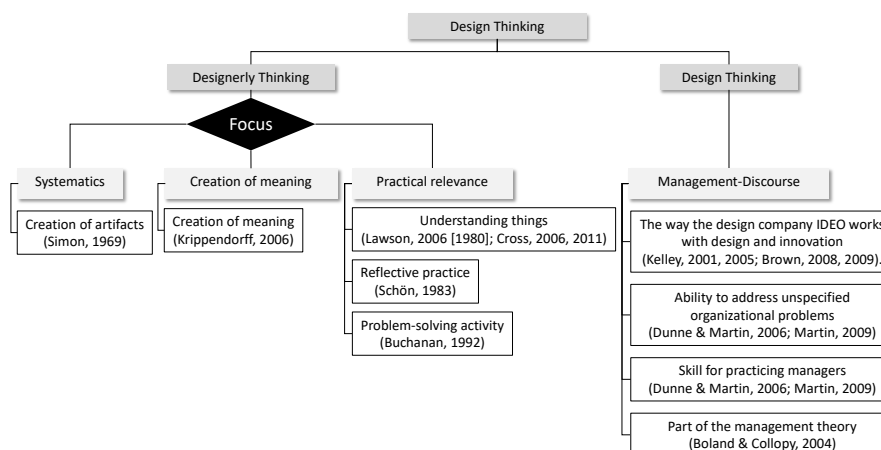 Design Thinking
Designerly Thinking
Design Thinking
Focus
Systematics
Creation of meaning
Practical relevance
Management-Discourse
Creation of artifacts
(Simon, 1969)
Creation of meaning
(Krippendorff, 2006)
Understanding things
(Lawson, 2006 [1980]; Cross, 2006, 2011)
Reflective practice
(Schön, 1983)
Problem-solving activity
(Buchanan, 1992)
The way the design company IDEO works
with design and innovation
(Kelley, 2001, 2005; Brown, 2008, 2009).
Ability to address unspecified
organizational problems
(Dunne & Martin, 2006; Martin, 2009)
Skill for practicing managers
(Dunne & Martin, 2006; Martin, 2009)
Part of the management theory
(Boland & Collopy, 2004)